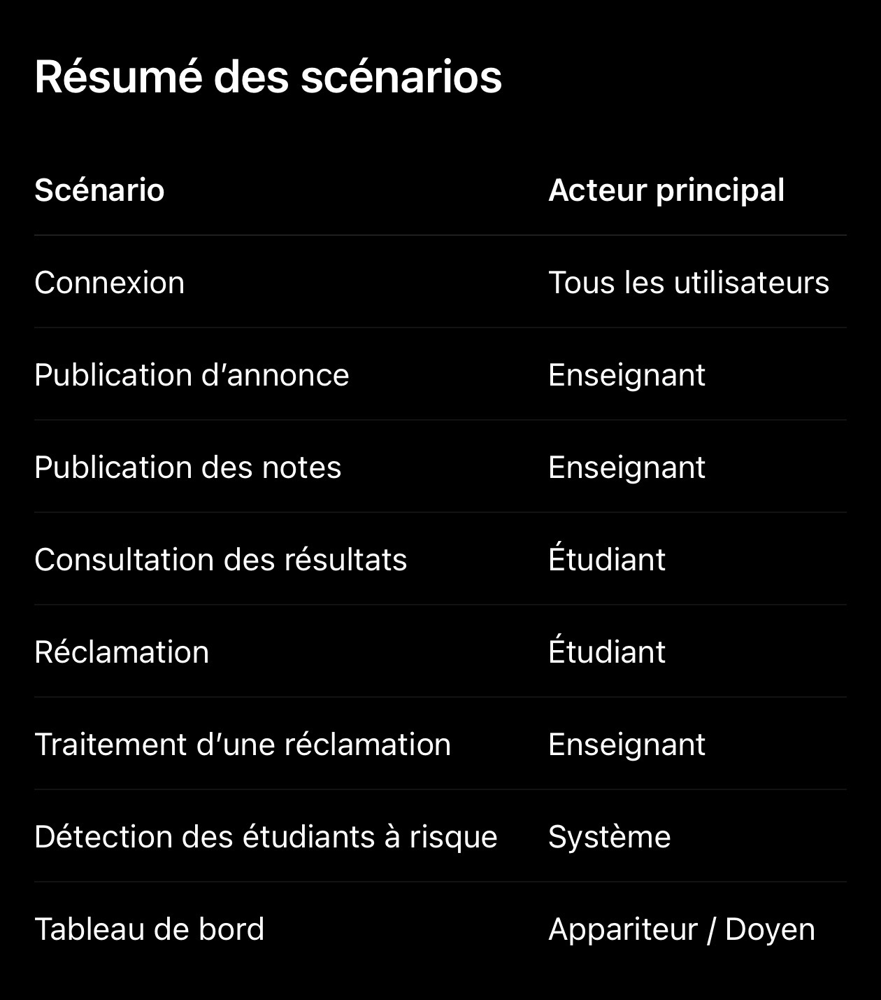 Résumé des scénarios
Scénario Acteur principal
Connexion Tous les utilisateurs
Publication d’annonce Enseignant
Publication des notes Enseignant
Consultation des résultats Étudiant
Réclamation Étudiant
Traitement d’une réclamation Enseignant
Détection des étudiants à risque Système
Tableau de bord Appariteur / Doyen